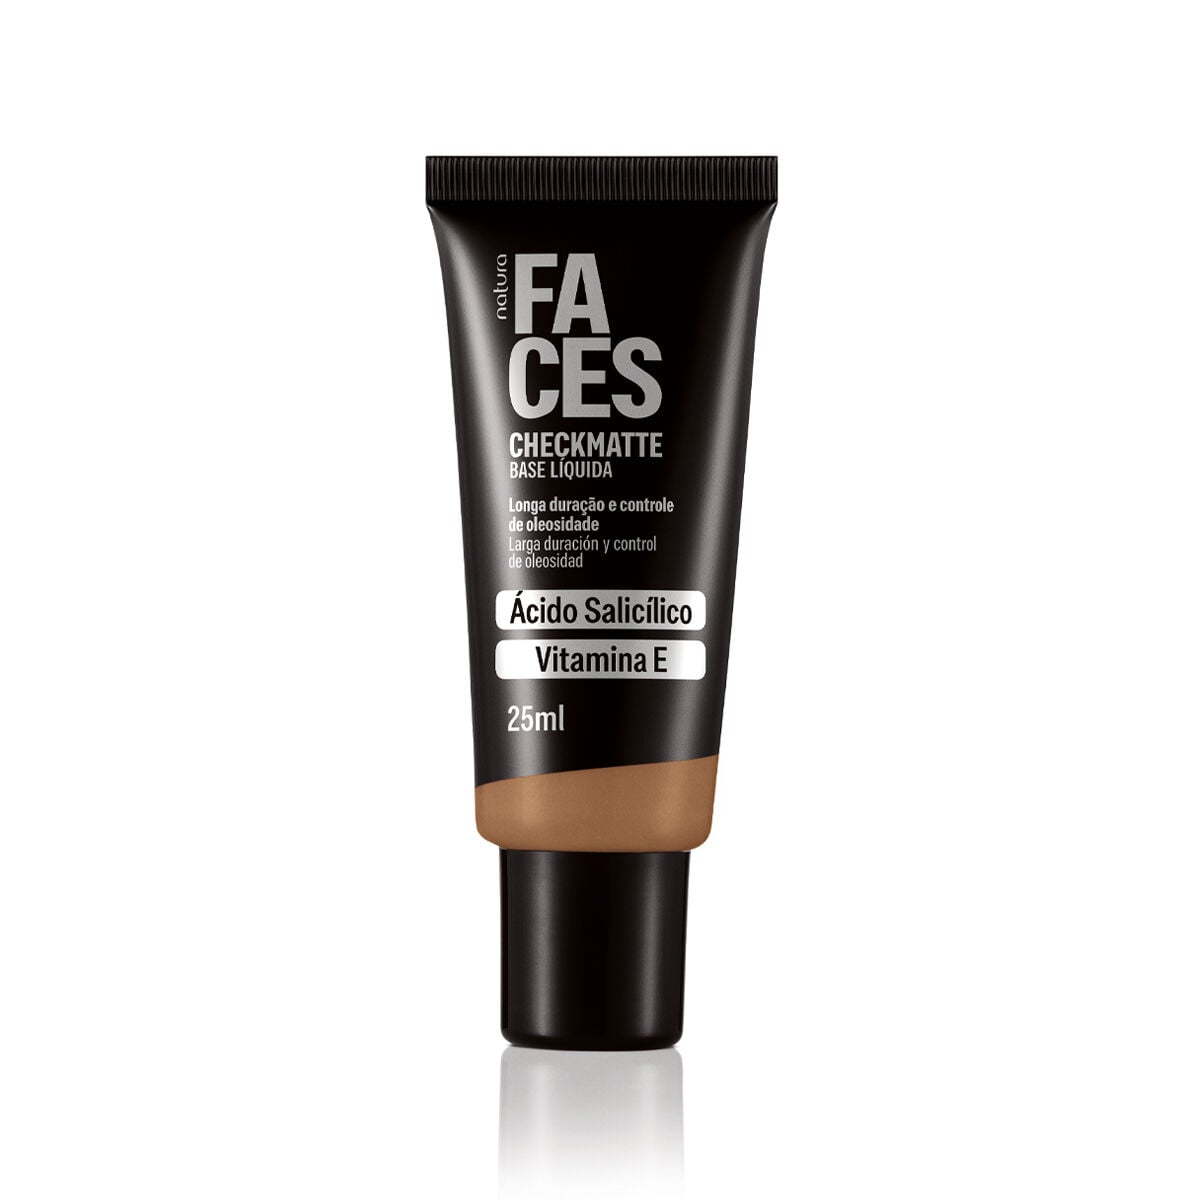 natura
FA
CES
CHECKMATTE
BASE LÍQUIDA
Longa duração e controle
de oleosidade
Larga duración y control
de oleosidad
Ácido Salicílico
Vitamina E
25ml